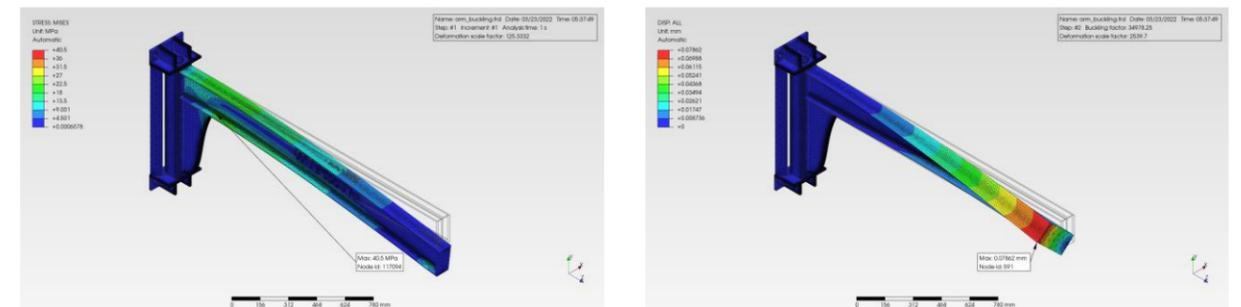 STRESS: MISES
Unit: MPa
Automatic
+40.5
+36
+31.5
+27
+22.5
+18
+13.5
+9.001
+4.501
+0.0006578
Name: arm_buckling.frd Date: 03/23/2022 Time: 05:37:49
Step: #1 Increment: #1 Analysis time: 1 s
Deformation scale factor: 125.5332
Max: 40.5 MPa
Node id: 117094
0 156 312 468 624 780 mm
DISP: ALL
Unit: mm
Automatic
+0.07862
+0.06988
+0.06115
+0.05241
+0.04368
+0.03494
+0.02621
+0.01747
+0.008736
+0
Name: arm_buckling.frd Date: 03/23/2022 Time: 05:37:49
Step: #2 Buckling factor: 34978.25
Deformation scale factor: 2539.7
Max: 0.07862 mm
Node id: 591
0 156 312 468 624 780 mm